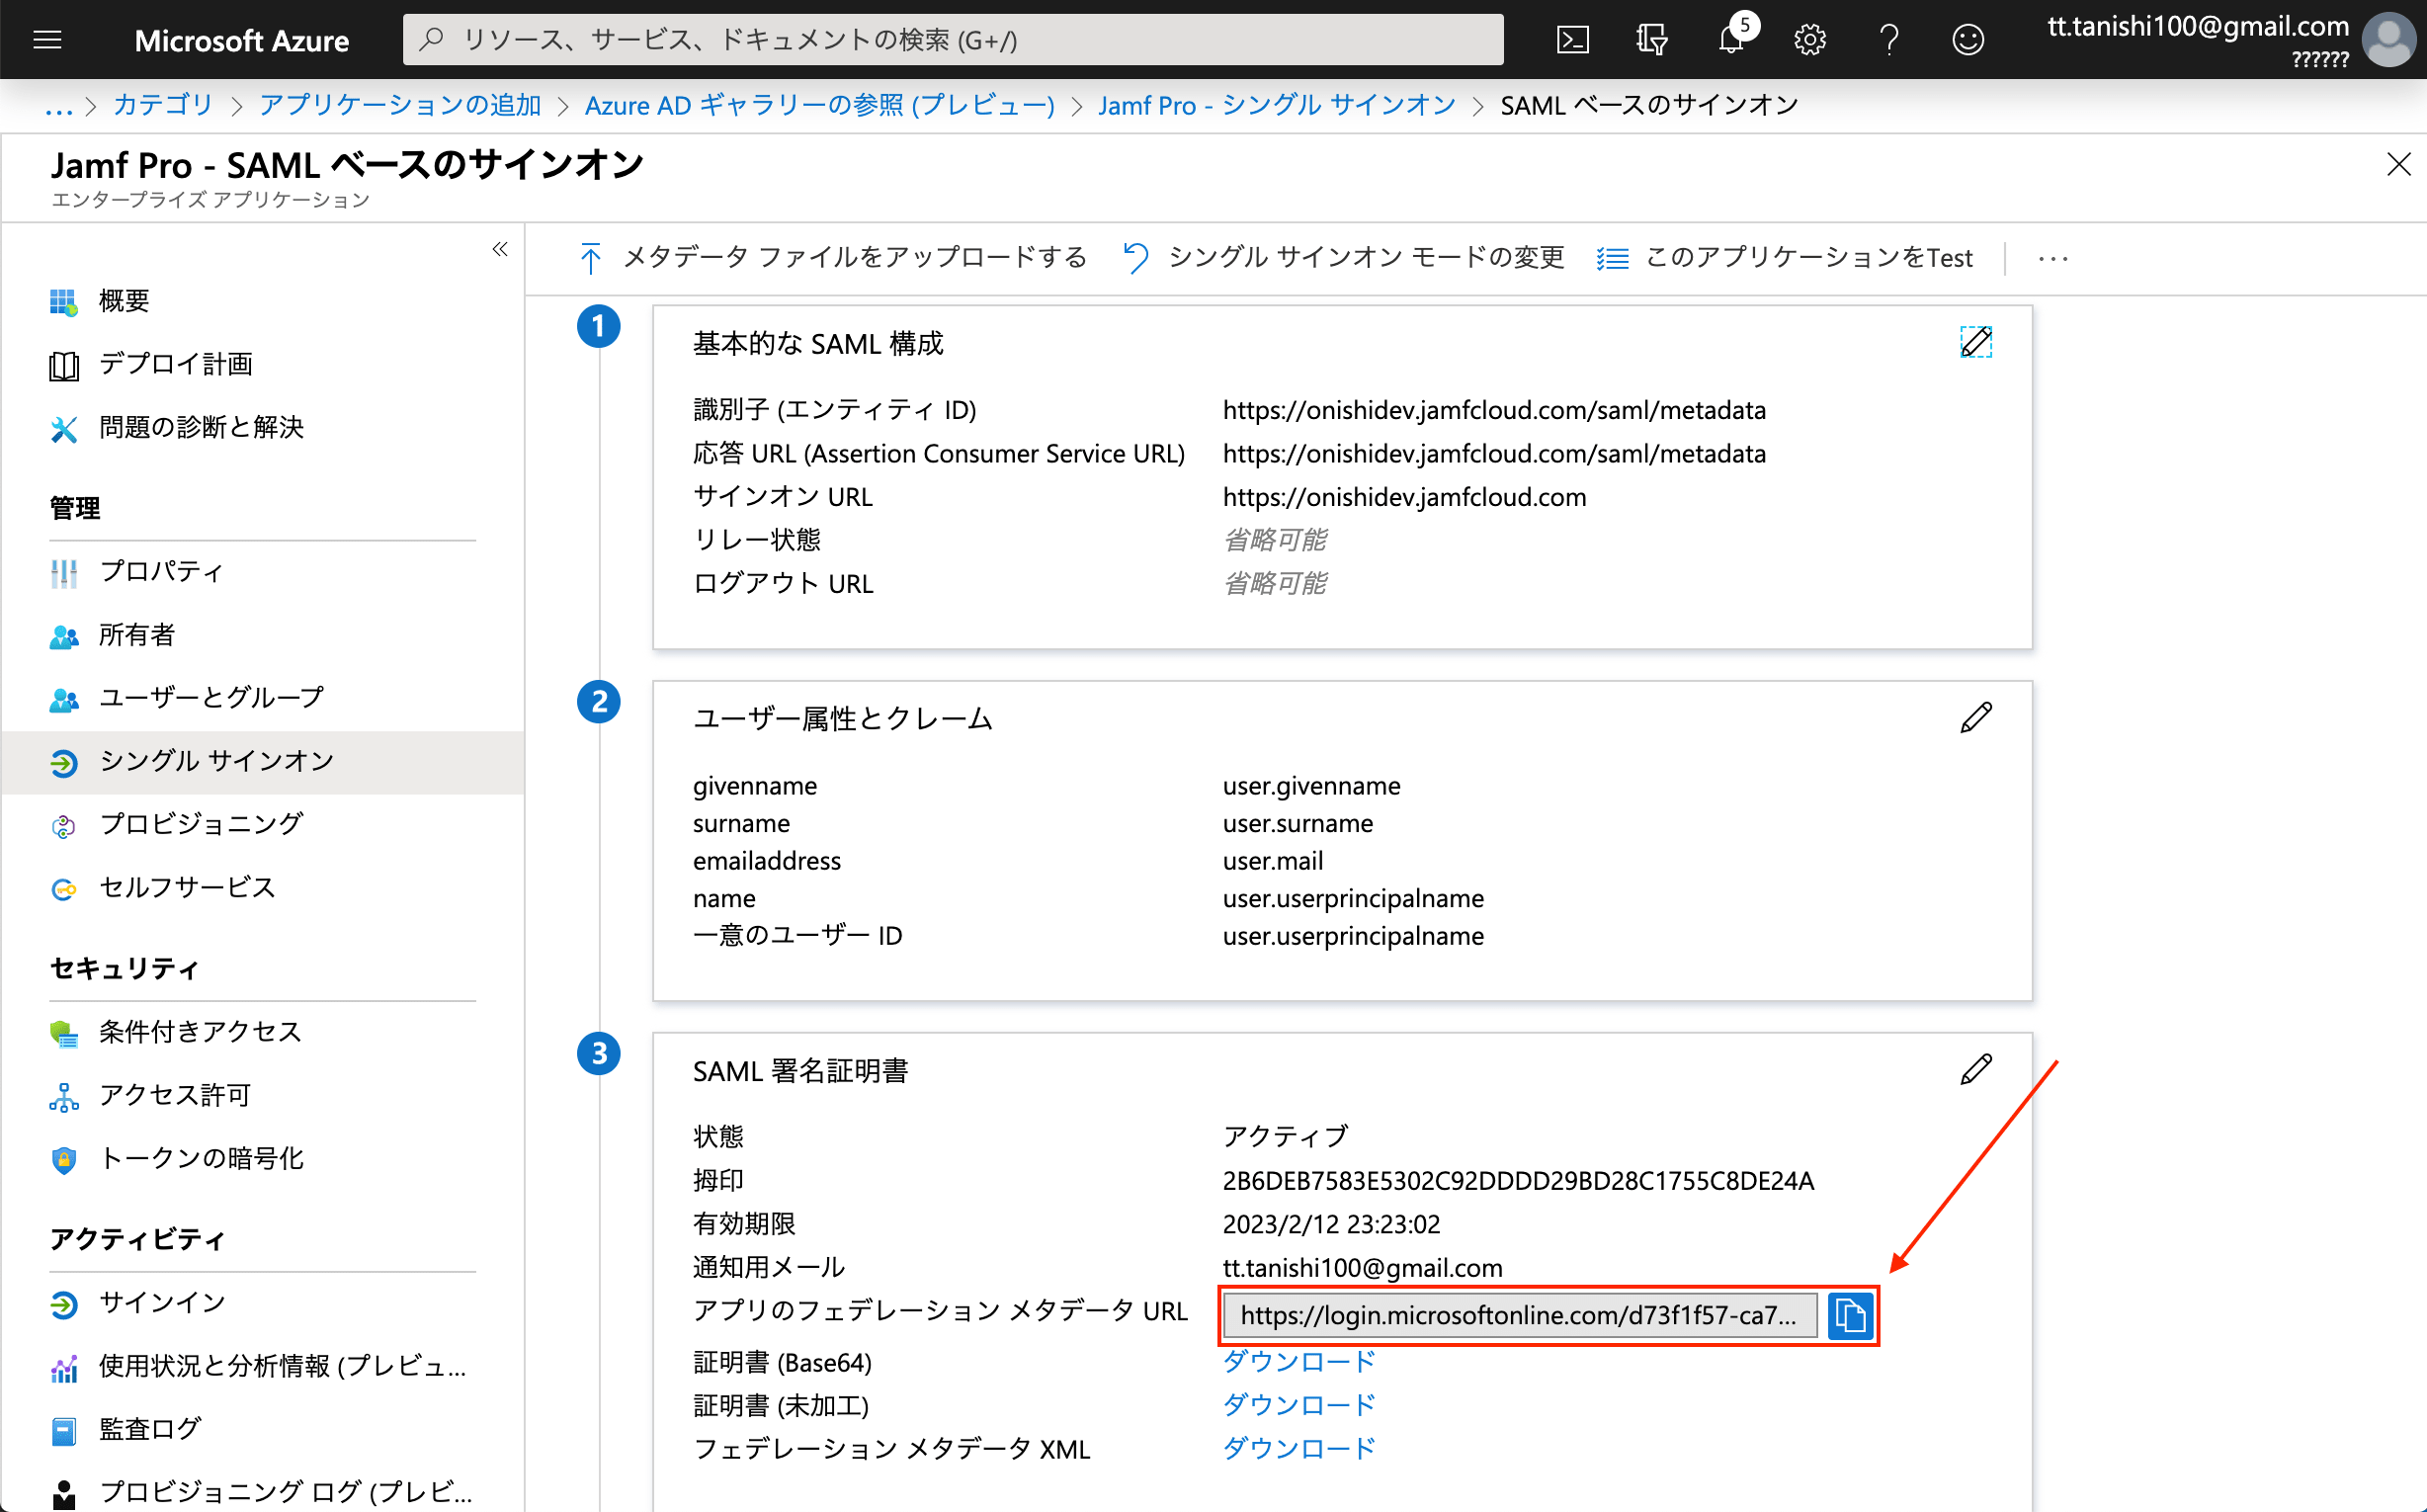 Microsoft Azure
リソース、サービス、ドキュメントの検索 (G+/)
5
tt.tanishi100@gmail.com
??????
... > カテゴリ > アプリケーションの追加 > Azure AD ギャラリーの参照 (プレビュー) > Jamf Pro - シングル サインオン > SAML ベースのサインオン
Jamf Pro - SAML ベースのサインオン
エンタープライズ アプリケーション
«
概要
デプロイ計画
問題の診断と解決
管理
プロパティ
所有者
ユーザーとグループ
シングル サインオン
プロビジョニング
セルフサービス
セキュリティ
条件付きアクセス
アクセス許可
トークンの暗号化
アクティビティ
サインイン
使用状況と分析情報 (プレビュ...
監査ログ
プロビジョニング ログ (プレビ...
メタデータ ファイルをアップロードする シングル サインオン モードの変更 このアプリケーションをTest ...
1
基本的な SAML 構成
識別子 (エンティティ ID) https://onishidev.jamfcloud.com/saml/metadata
応答 URL (Assertion Consumer Service URL) https://onishidev.jamfcloud.com/saml/metadata
サインオン URL https://onishidev.jamfcloud.com
リレー状態 省略可能
ログアウト URL 省略可能
2
ユーザー属性とクレーム
givenname user.givenname
surname user.surname
emailaddress user.mail
name user.userprincipalname
一意のユーザー ID user.userprincipalname
3
SAML 署名証明書
状態 アクティブ
拇印 2B6DEB7583E5302C92DDDD29BD28C1755C8DE24A
有効期限 2023/2/12 23:23:02
通知用メール tt.tanishi100@gmail.com
アプリのフェデレーション メタデータ URL https://login.microsoftonline.com/d73f1f57-ca7...
証明書 (Base64) ダウンロード
証明書 (未加工) ダウンロード
フェデレーション メタデータ XML ダウンロード